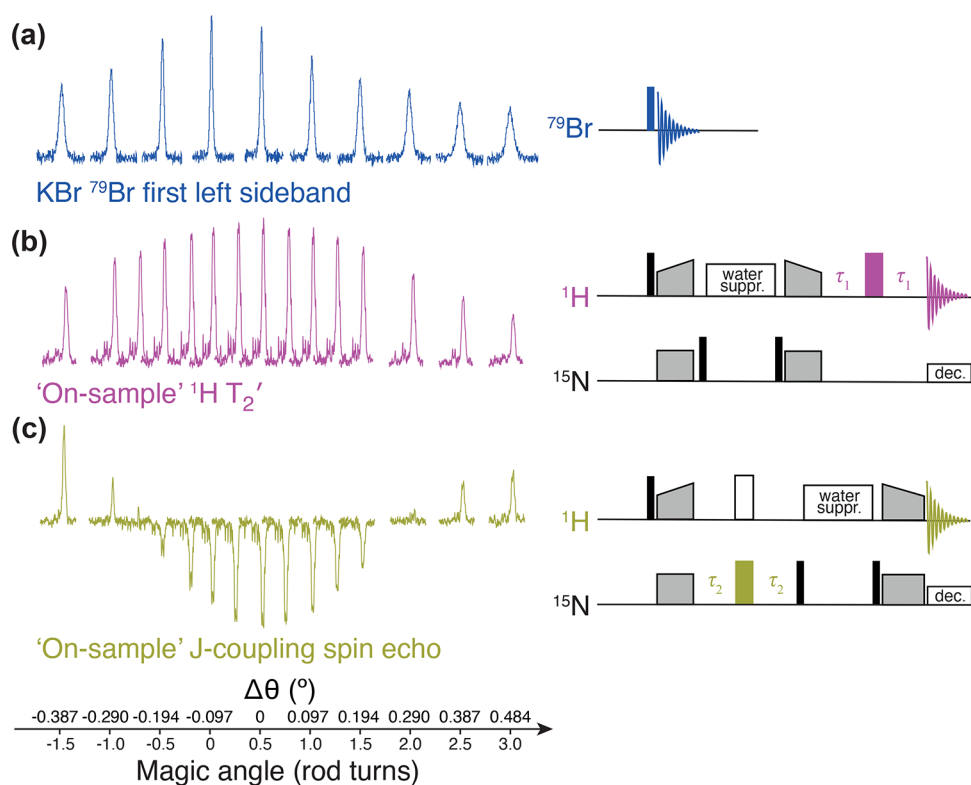 (a)
KBr ⁷⁹Br first left sideband
⁷⁹Br
(b)
'On-sample' ¹H T₂′
¹H
water
suppr.
τ₁
τ₁
¹⁵N
dec.
(c)
'On-sample' J-coupling spin echo
¹H
water
suppr.
¹⁵N
τ₂
τ₂
dec.
Δθ (º)
-0.387 -0.290 -0.194 -0.097 0 0.097 0.194 0.290 0.387 0.484
-1.5 -1.0 -0.5 0 0.5 1.0 1.5 2.0 2.5 3.0
Magic angle (rod turns)